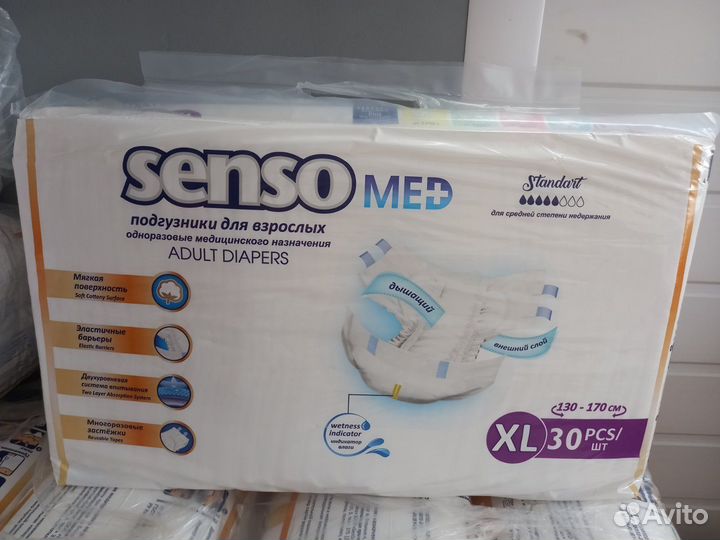 senso MED
подгузники для взрослых
одноразовые медицинского назначения
ADULT DIAPERS
Standart
для средней степени недержания
Мягкая
поверхность
Soft Cottony Surface
Эластичные
барьеры
Elastic Barriers
Двухуровневая
система впитывания
Two Layer Absorption System
Многоразовые
застёжки
Reusable Tapes
дышащий
внешний слой
wetness
indicator
индикатор
влаги
130 - 170 см
XL 30 PCS/
шт
Avito